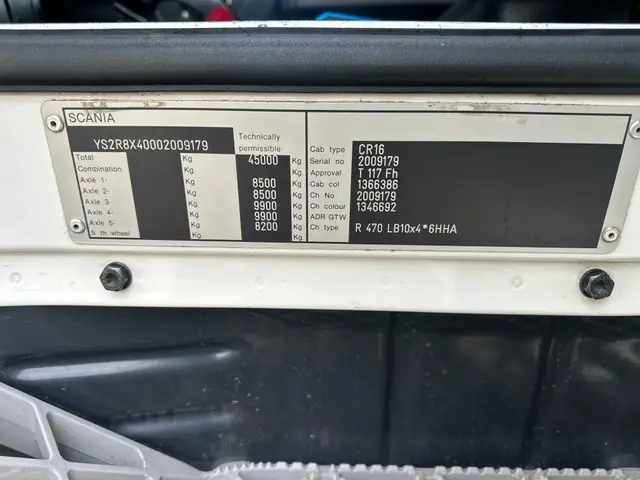 SCANIA
YS2R8X40002009179
Technically
permissible
Total Kg 45000 Kg
Combination Kg Kg
Axle 1- Kg 8500 Kg
Axle 2- Kg 8500 Kg
Axle 3- Kg 9900 Kg
Axle 4- Kg 9900 Kg
Axle 5- Kg 8200 Kg
5 th wheel Kg Kg
Cab type CR16
Serial no 2009179
Approval T 117 Fh
Cab col 1366386
Ch No 2009179
Ch colour 1346692
ADR GTW
Ch type R 470 LB10x4*6HHA